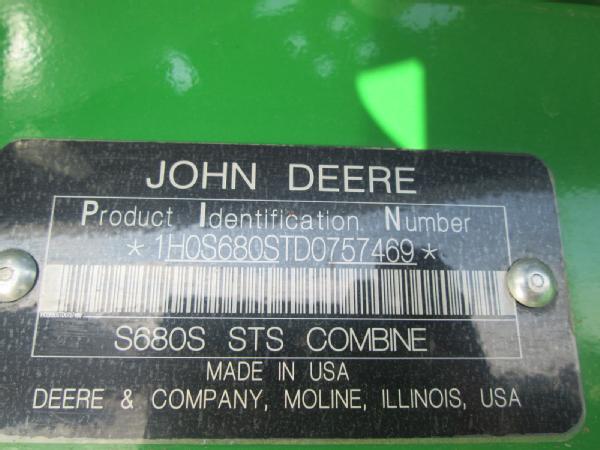 JOHN DEERE
Product Identification Number
*1H0S680STD0757469*
S680S STS COMBINE
MADE IN USA
DEERE & COMPANY, MOLINE, ILLINOIS, USA